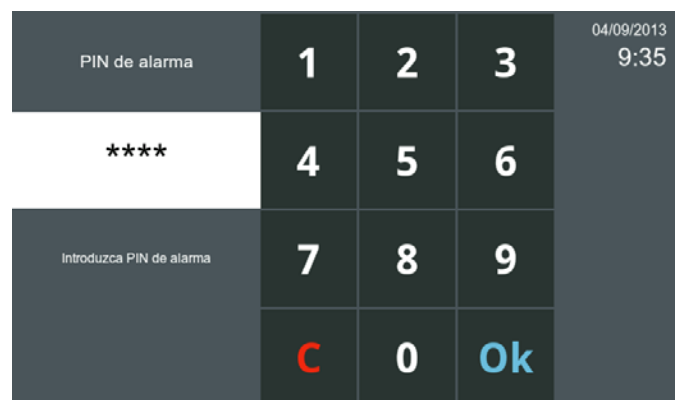 PIN de alarma
****
Introduzca PIN de alarma
1 2 3
4 5 6
7 8 9
C 0 Ok
04/09/2013
9:35